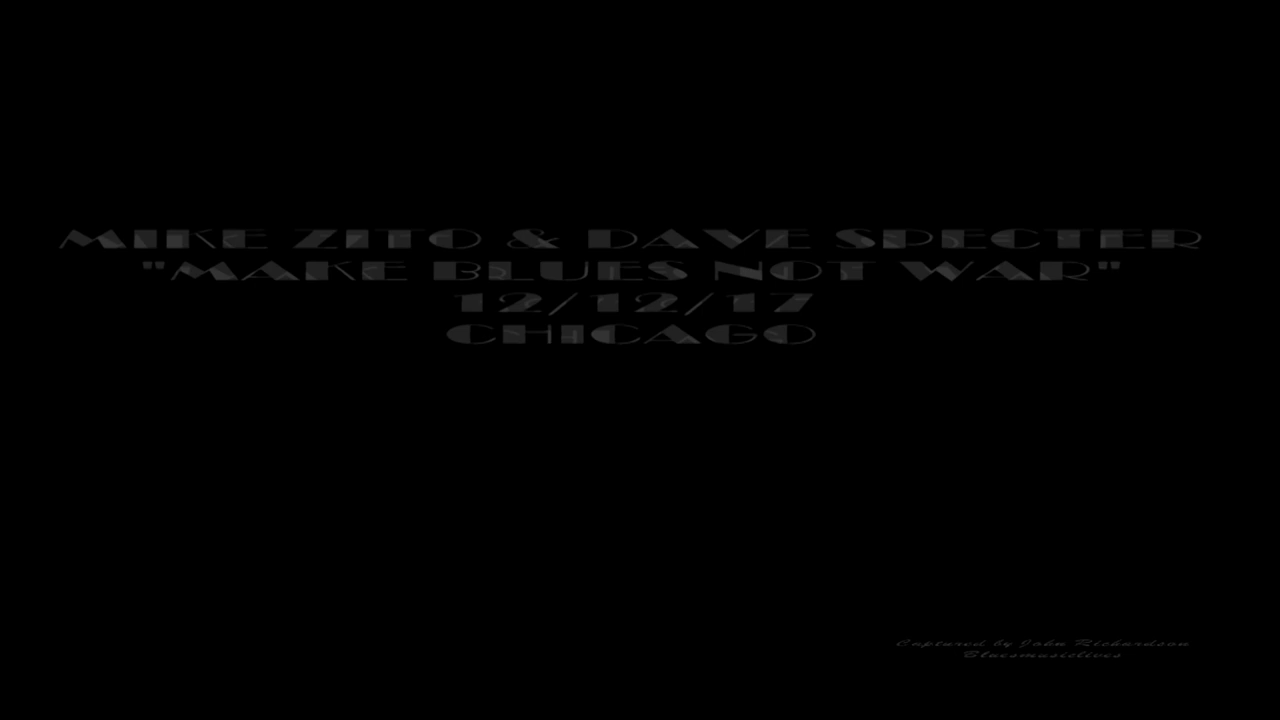 MIKE ZITO & DAVE SPECTER
"MAKE BLUES NOT WAR"
12/12/17
CHICAGO
Captured by John Richardson
Bluesmusiclives